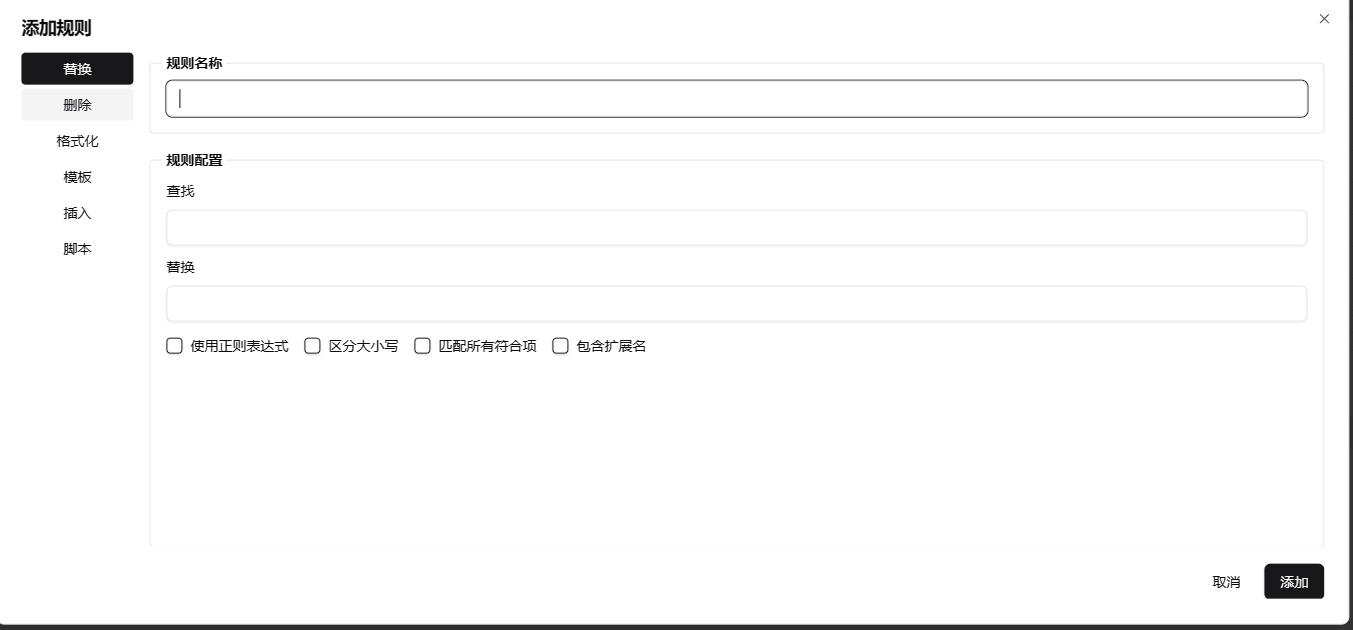 添加规则
替换
删除
格式化
模板
插入
脚本
规则名称
规则配置
查找
替换
使用正则表达式 区分大小写 匹配所有符合项 包含扩展名
取消 添加